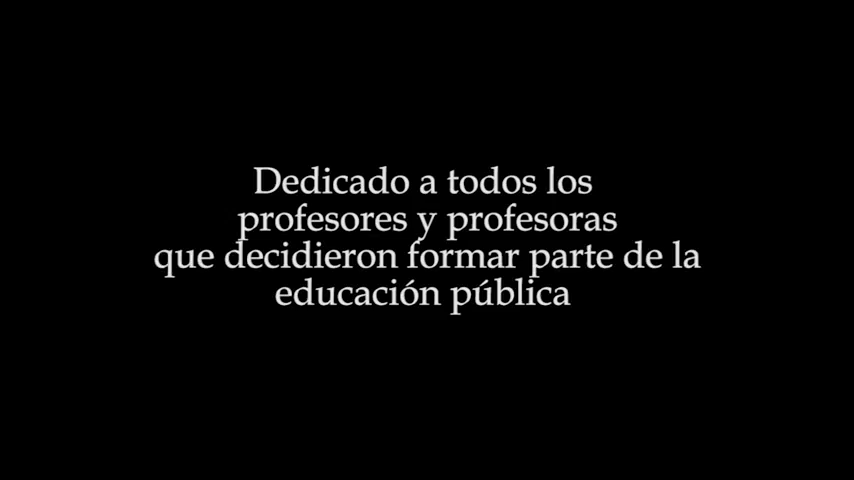 Dedicado a todos los
profesores y profesoras
que decidieron formar parte de la
educación pública